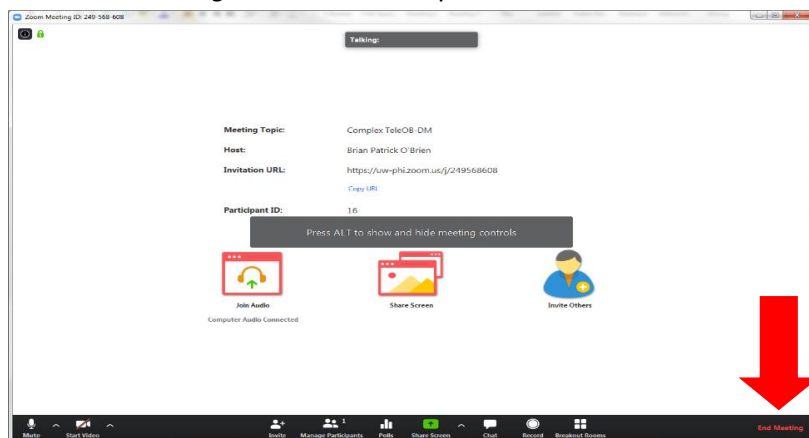 Zoom Meeting ID: 249-568-608
Talking:
Meeting Topic: Complex TeleOB-DM
Host: Brian Patrick O'Brien
Invitation URL: https://uw-phi.zoom.us/j/249568608
Copy URL
Participant ID: 16
Press ALT to show and hide meeting controls
Join Audio Share Screen Invite Others
Computer Audio Connected
Mute Start Video Invite Manage Participants 1 Polls Share Screen Chat Record Breakout Rooms End Meeting